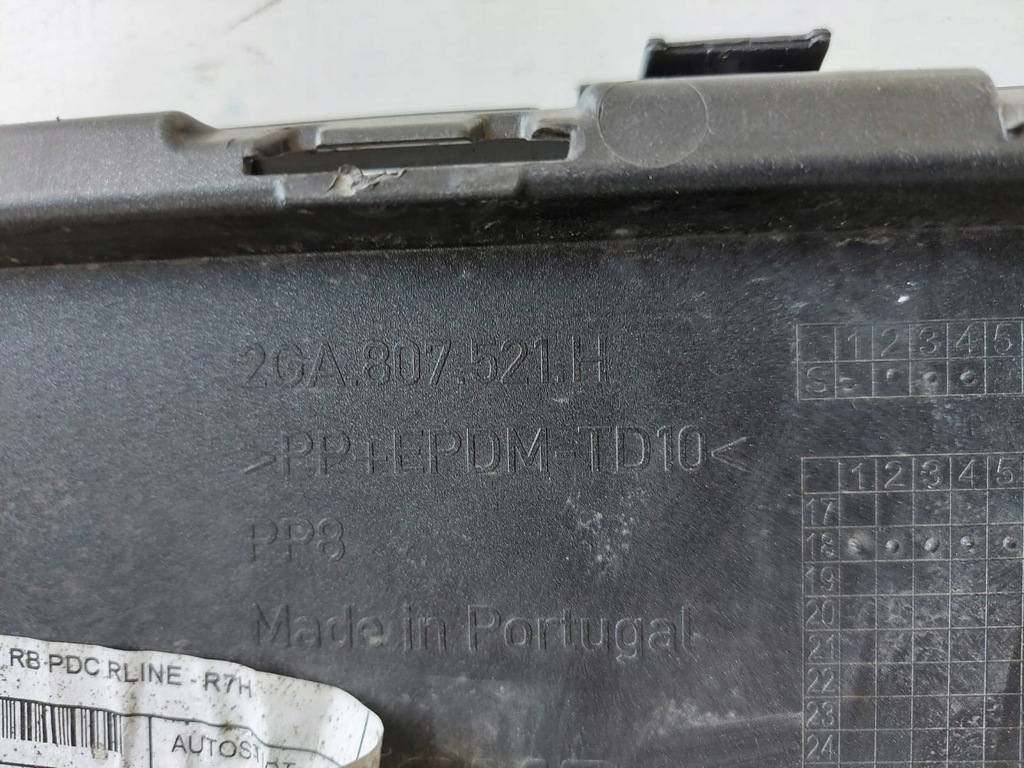 2GA.807.521.H
>PP+EPDM-TD10<
PP8
Made in Portugal
1 2 3 4 5
S
1 2 3 4 5
17
18
19
20
21
22
23
24
RB-PDC RLINE - R7H